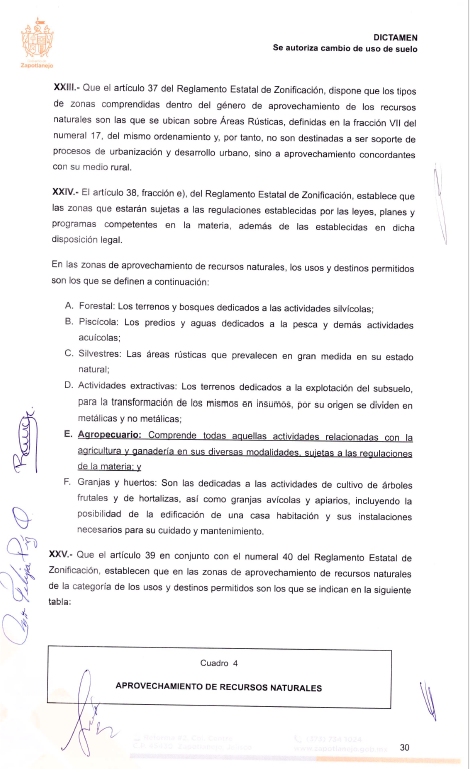 Zapotlanejo
DICTAMEN
Se autoriza cambio de uso de suelo
XXIII.- Que el artículo 37 del Reglamento Estatal de Zonificación, dispone que los tipos
de zonas comprendidas dentro del género de aprovechamiento de los recursos
naturales son las que se ubican sobre Áreas Rústicas, definidas en la fracción VII del
numeral 17, del mismo ordenamiento y, por tanto, no son destinadas a ser soporte de
procesos de urbanización y desarrollo urbano, sino a aprovechamiento concordantes
con su medio rural.
XXIV.- El artículo 38, fracción e), del Reglamento Estatal de Zonificación, establece que
las zonas que estarán sujetas a las regulaciones establecidas por las leyes, planes y
programas competentes en la materia, además de las establecidas en dicha
disposición legal.
En las zonas de aprovechamiento de recursos naturales, los usos y destinos permitidos
son los que se definen a continuación:
A. Forestal: Los terrenos y bosques dedicados a las actividades silvícolas;
B. Piscícola: Los predios y aguas dedicados a la pesca y demás actividades
acuícolas;
C. Silvestres: Las áreas rústicas que prevalecen en gran medida en su estado
natural;
D. Actividades extractivas: Los terrenos dedicados a la explotación del subsuelo,
para la transformación de los mismos en insumos, por su origen se dividen en
metálicas y no metálicas;
E. Agropecuario: Comprende todas aquellas actividades relacionadas con la
agricultura y ganadería en sus diversas modalidades, sujetas a las regulaciones
de la materia; y
F. Granjas y huertos: Son las dedicadas a las actividades de cultivo de árboles
frutales y de hortalizas, así como granjas avícolas y apiarios, incluyendo la
posibilidad de la edificación de una casa habitación y sus instalaciones
necesarios para su cuidado y mantenimiento.
XXV.- Que el artículo 39 en conjunto con el numeral 40 del Reglamento Estatal de
Zonificación, establecen que en las zonas de aprovechamiento de recursos naturales
de la categoría de los usos y destinos permitidos son los que se indican en la siguiente
tabla:
Cuadro 4
APROVECHAMIENTO DE RECURSOS NATURALES
30